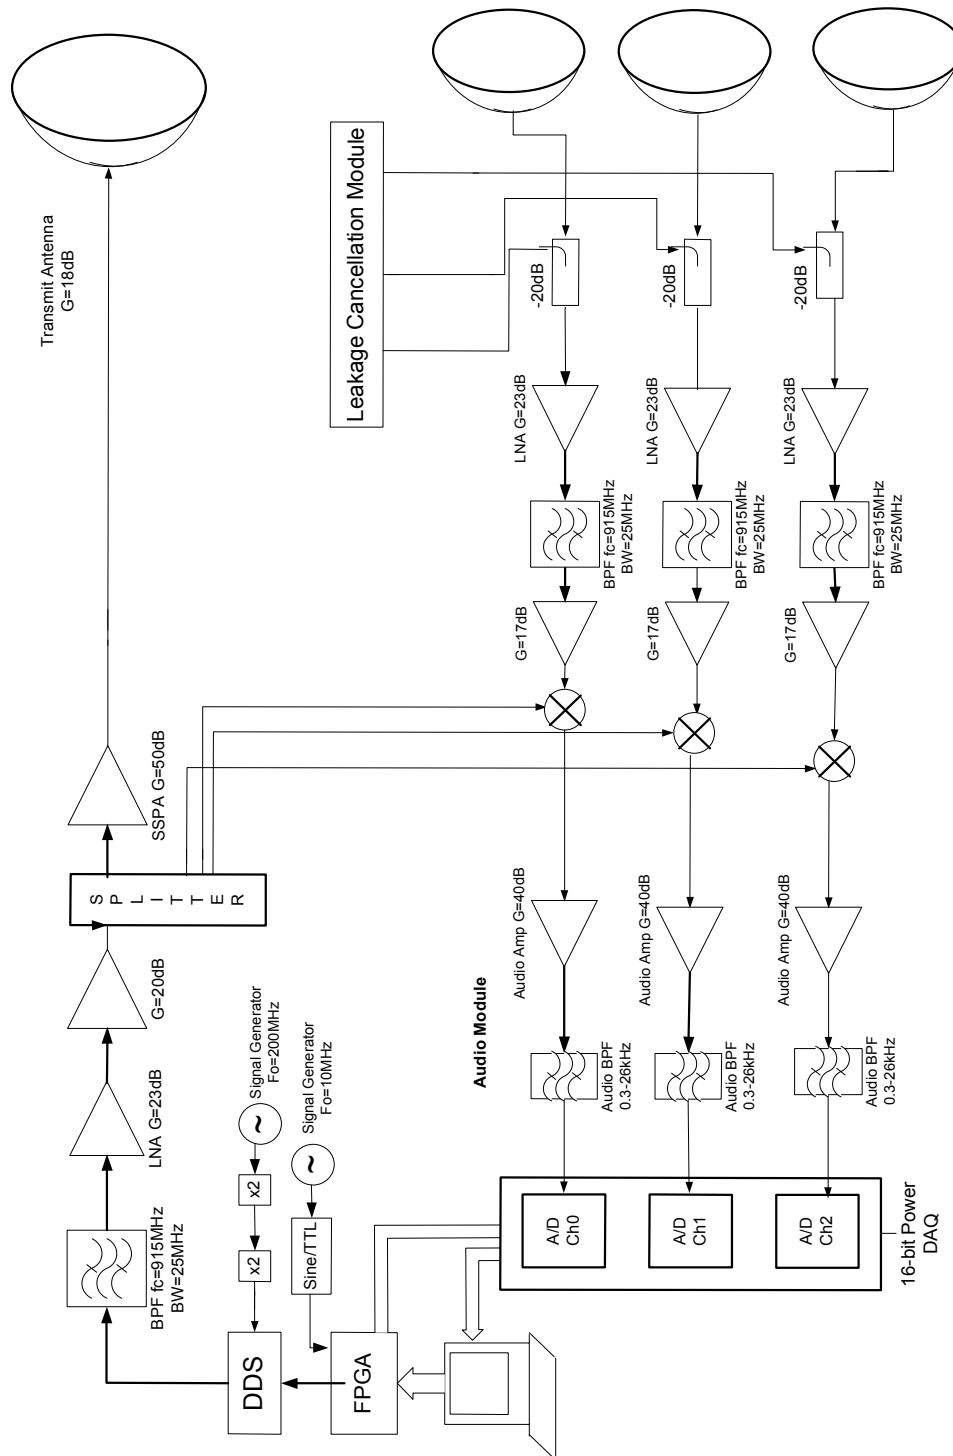 Transmit Antenna
G=18dB
Leakage Cancellation Module
-20dB
-20dB
-20dB
LNA G=23dB
LNA G=23dB
LNA G=23dB
BPF fc=915MHz
BW=25MHz
BPF fc=915MHz
BW=25MHz
BPF fc=915MHz
BW=25MHz
G=17dB
G=17dB
G=17dB
SSPA G=50dB
SPLITTER
G=20dB
LNA G=23dB
BPF fc=915MHz
BW=25MHz
Signal Generator
Fo=200MHz
x2
x2
Signal Generator
Fo=10MHz
Sine/TTL
DDS
FPGA
Audio Module
Audio Amp G=40dB
Audio Amp G=40dB
Audio Amp G=40dB
Audio BPF
0.3-26kHz
Audio BPF
0.3-26kHz
Audio BPF
0.3-26kHz
A/D
Ch0
A/D
Ch1
A/D
Ch2
16-bit Power
DAQ
~
~